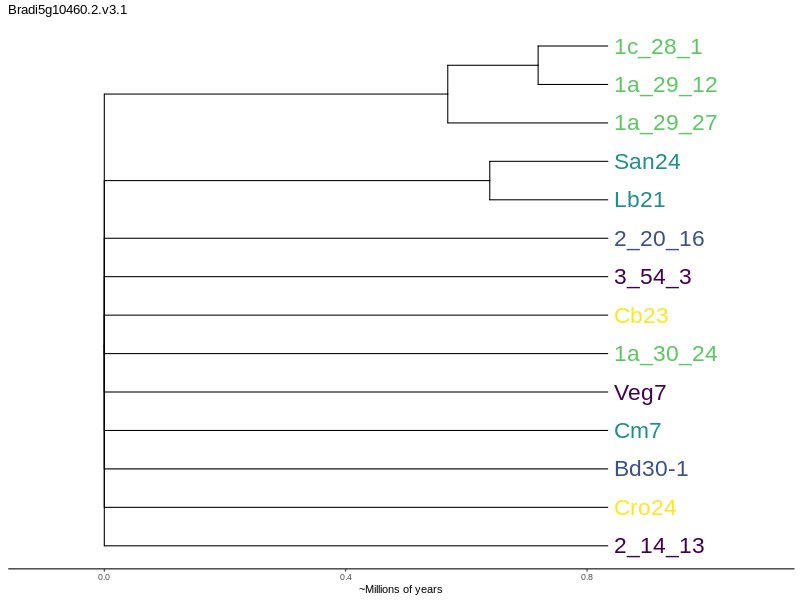 Bradi5g10460.2.v3.1
1c_28_1
1a_29_12
1a_29_27
San24
Lb21
2_20_16
3_54_3
Cb23
1a_30_24
Veg7
Cm7
Bd30-1
Cro24
2_14_13
0.0 0.4 0.8
~Millions of years